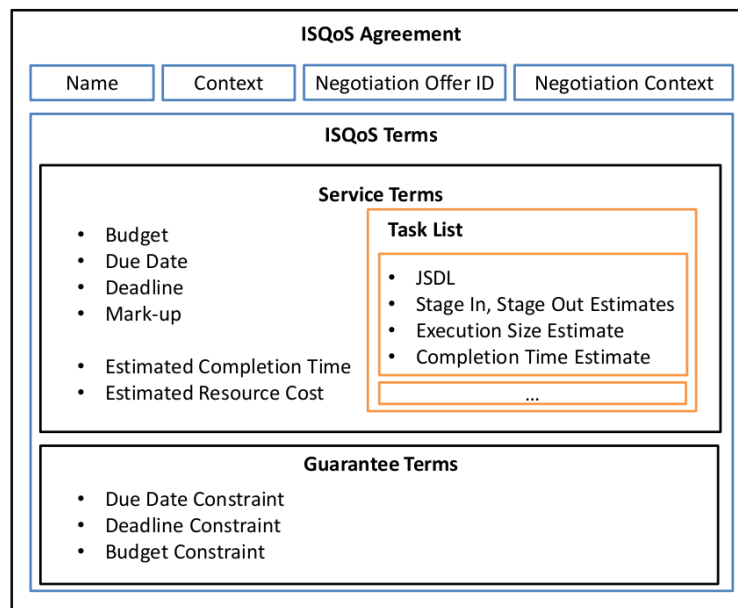 ISQoS Agreement
Name
Context
Negotiation Offer ID
Negotiation Context
ISQoS Terms
Service Terms
• Budget
• Due Date
• Deadline
• Mark-up
• Estimated Completion Time
• Estimated Resource Cost
Task List
• JSDL
• Stage In, Stage Out Estimates
• Execution Size Estimate
• Completion Time Estimate
...
Guarantee Terms
• Due Date Constraint
• Deadline Constraint
• Budget Constraint